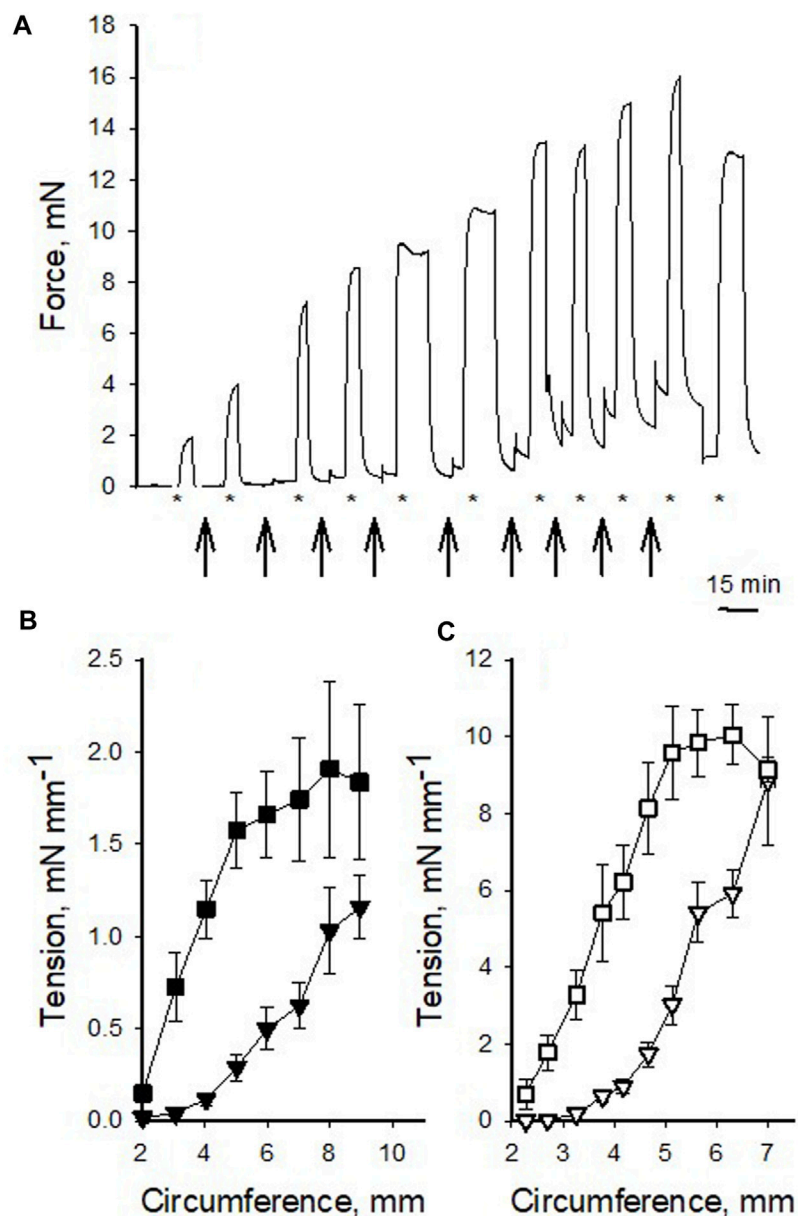 A
18
16
14
12
10
8
6
4
2
0
Force, mN
* * * * * * * * * * *
15 min
B
2.5
2.0
1.5
1.0
0.5
0.0
Tension, mN mm⁻¹
2 4 6 8 10
Circumference, mm
C
12
10
8
6
4
2
0
Tension, mN mm⁻¹
2 3 4 5 6 7
Circumference, mm